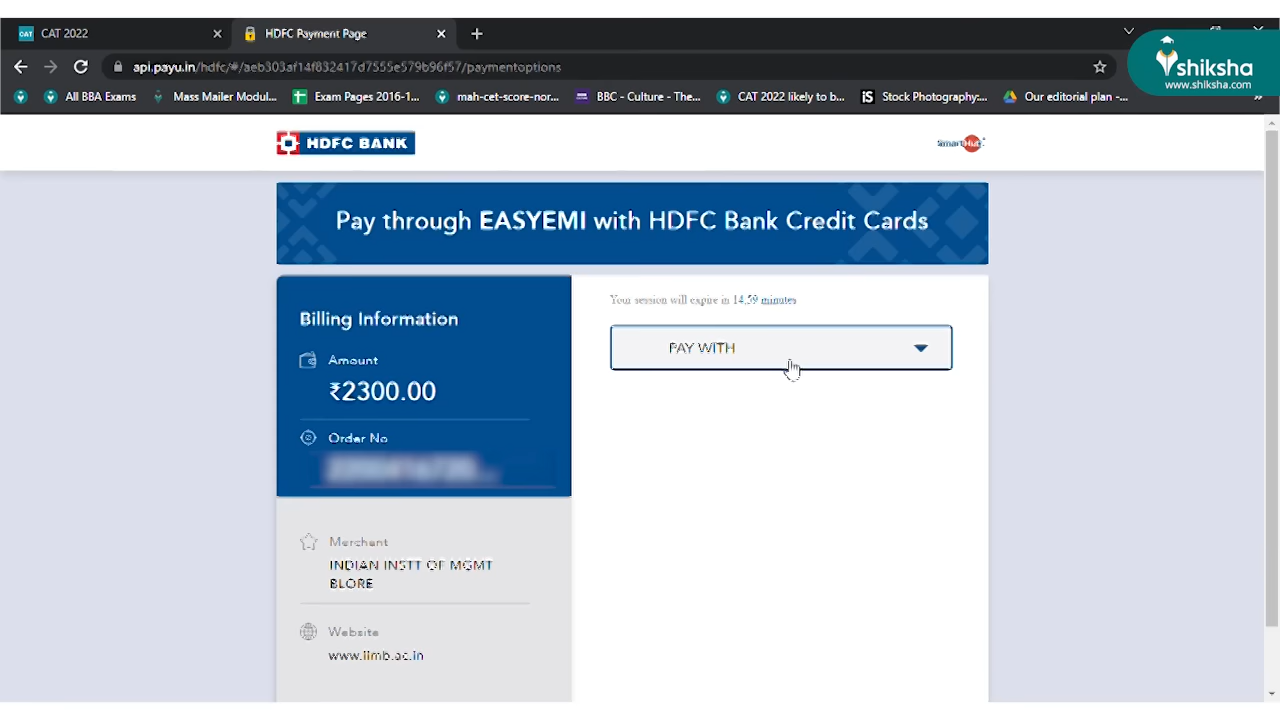 CAT CAT 2022
HDFC Payment Page
shiksha
www.shiksha.com
api.payu.in/hdfc/#/aeb303af14f832417d7555e579b96f57/paymentoptions
All BBA Exams
Mass Mailer Modul...
Exam Pages 2016-1...
mah-cet-score-nor...
BBC - Culture - The...
CAT 2022 likely to b...
iS Stock Photography:...
Our editorial plan -...
HDFC BANK
SmartHub
Pay through EASYEMI with HDFC Bank Credit Cards
Your session will expire in 14:59 minutes
PAY WITH
Billing Information
Amount
₹2300.00
Order No
Merchant
INDIAN INSTT OF MGMT
BLORE
Website
www.iimb.ac.in